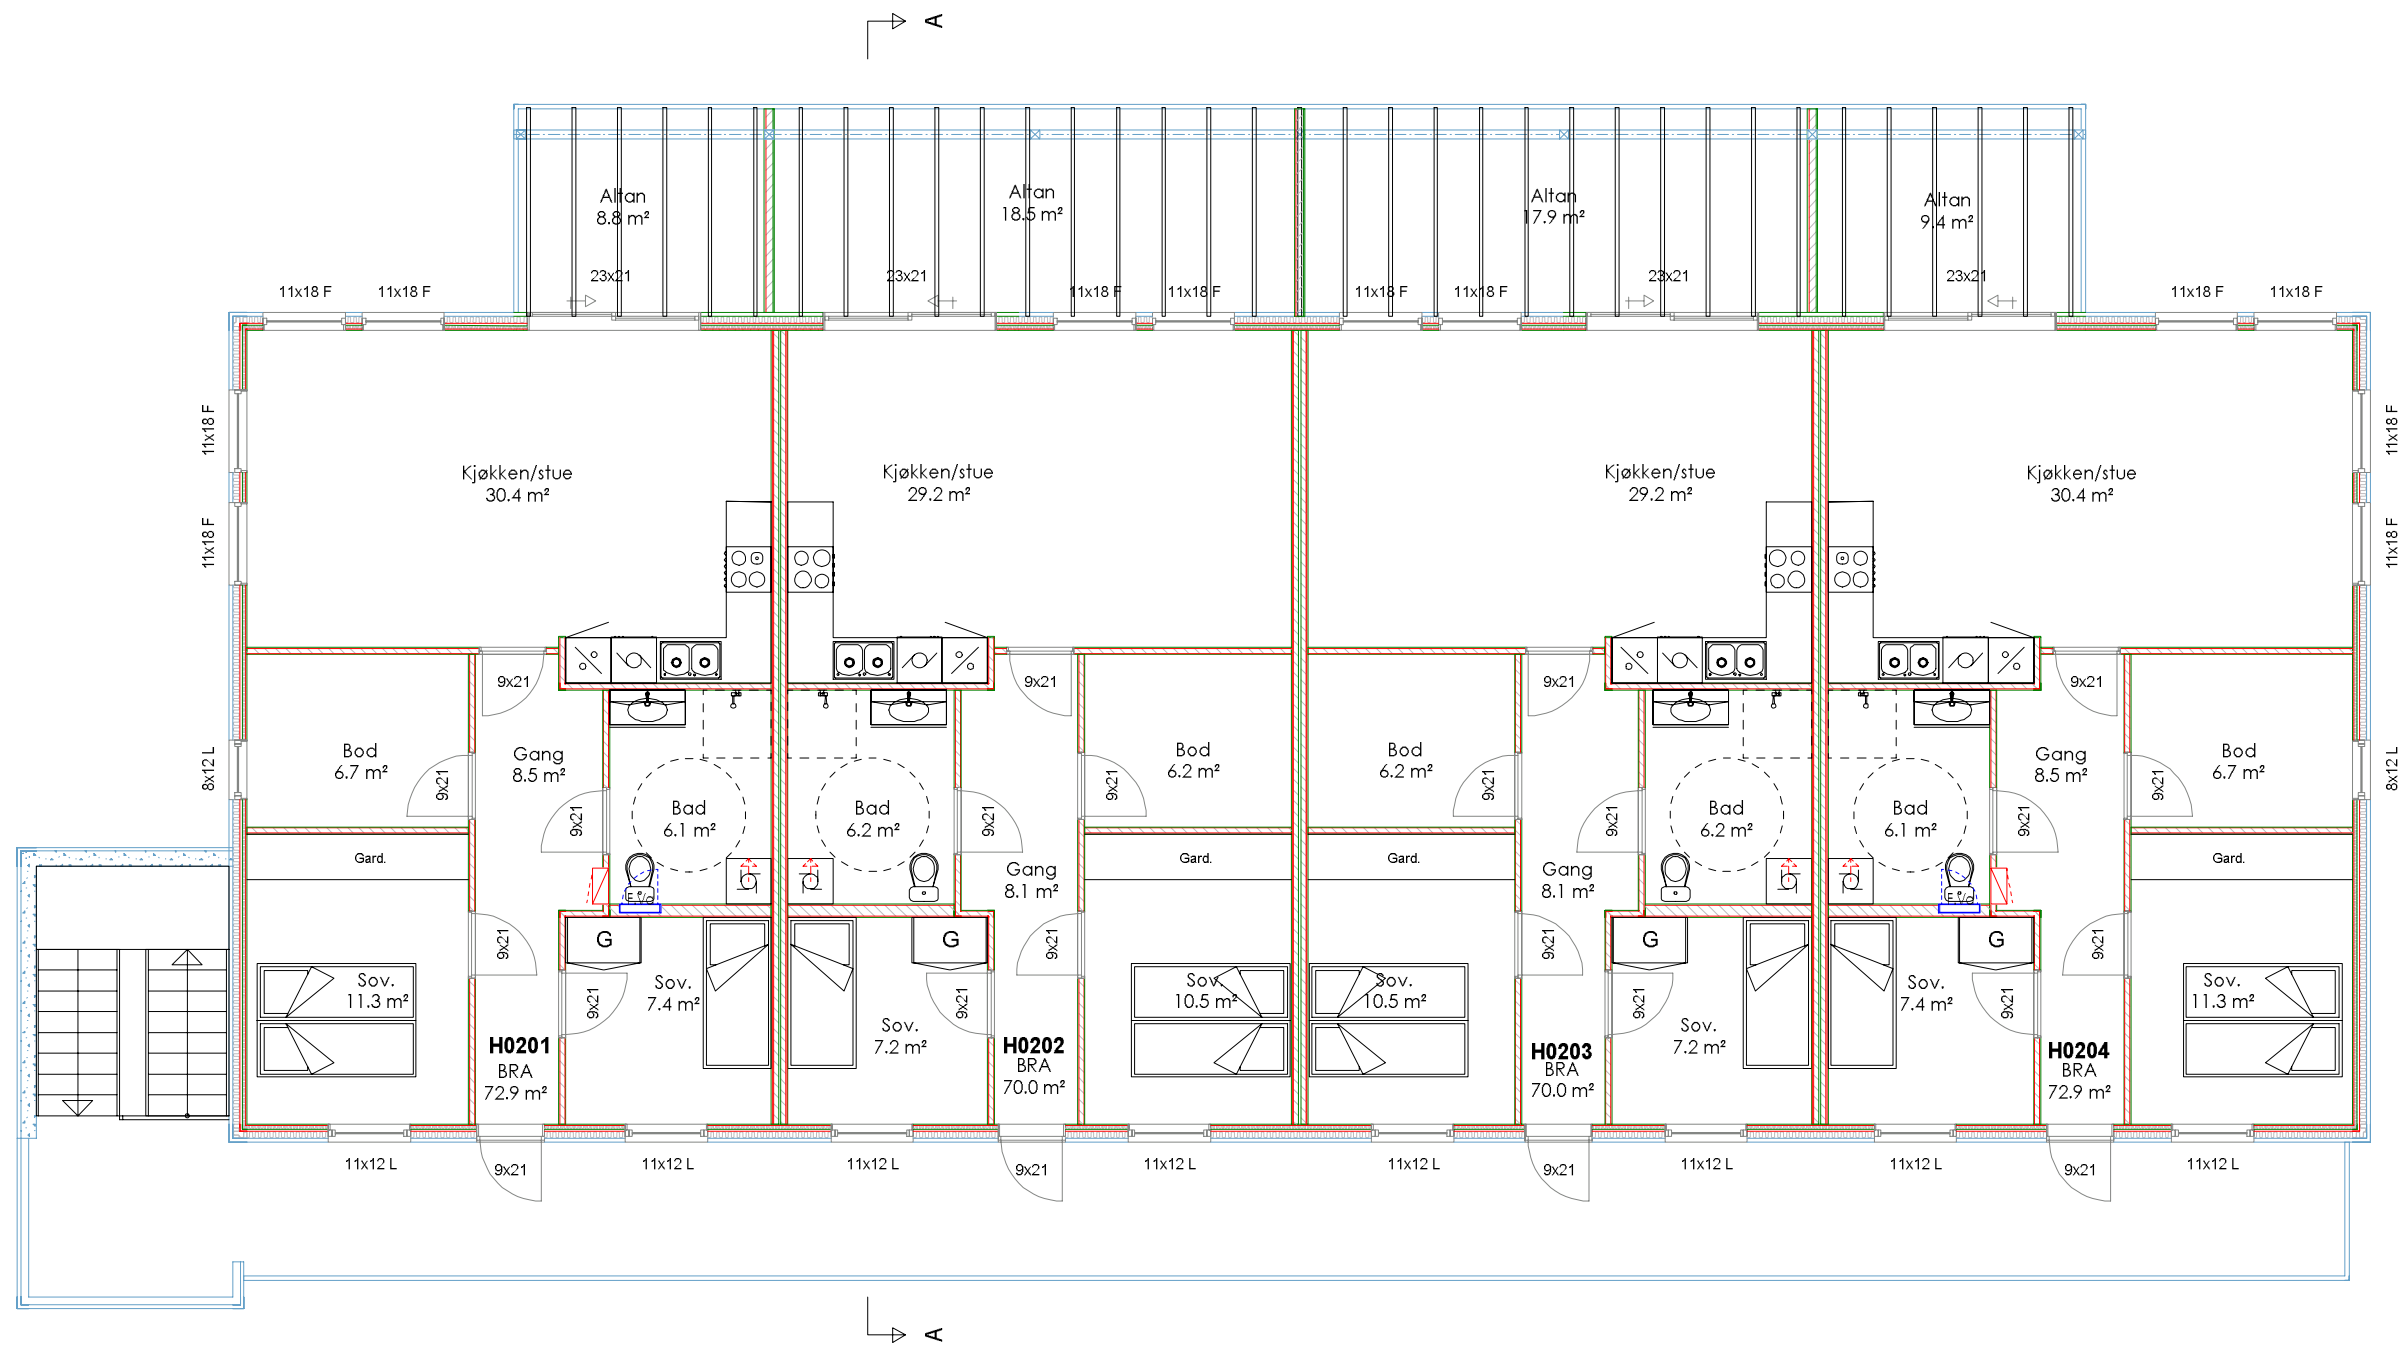 A
Altan
8.8 m²
Altan
18.5 m²
Altan
17.9 m²
Altan
9.4 m²
23x21
23x21
23x21
23x21
11x18 F
11x18 F
11x18 F
11x18 F
11x18 F
11x18 F
11x18 F
11x18 F
11x18 F
11x18 F
Kjøkken/stue
30.4 m²
Kjøkken/stue
29.2 m²
Kjøkken/stue
29.2 m²
Kjøkken/stue
30.4 m²
11x18 F
11x18 F
9x21
9x21
9x21
9x21
8x12 L
Bod
6.7 m²
9x21
Gang
8.5 m²
9x21
Bad
6.1 m²
Bad
6.2 m²
9x21
9x21
Bod
6.2 m²
Bod
6.2 m²
9x21
9x21
Bad
6.2 m²
Bad
6.1 m²
9x21
Gang
8.5 m²
9x21
Bod
6.7 m²
8x12 L
Gard.
Gang
8.1 m²
Gard.
Gard.
Gang
8.1 m²
Gard.
9x21
G
G
9x21
9x21
G
G
9x21
Sov.
11.3 m²
9x21
Sov.
7.4 m²
Sov.
7.2 m²
9x21
Sov.
10.5 m²
Sov.
10.5 m²
9x21
Sov.
7.2 m²
Sov.
7.4 m²
9x21
Sov.
11.3 m²
H0201
BRA
72.9 m²
H0202
BRA
70.0 m²
H0203
BRA
70.0 m²
H0204
BRA
72.9 m²
11x12 L
9x21
11x12 L
11x12 L
9x21
11x12 L
11x12 L
9x21
11x12 L
11x12 L
9x21
11x12 L
A